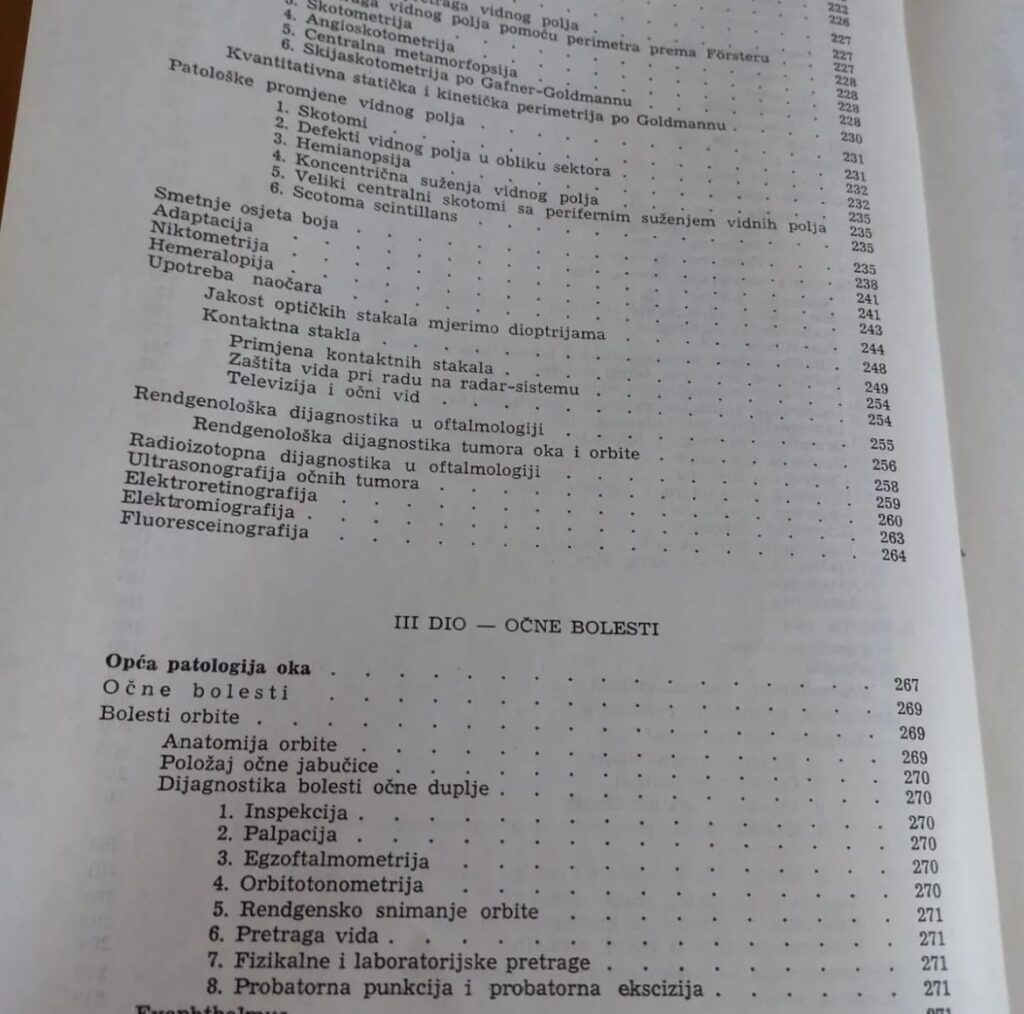 vidnog polja . . . 227
vidnog polja pomoću perimetra prema Försteru . . 227
3. Skotometrija . . . 228
4. Angioskotometrija . . . 228
5. Centralna metamorfopsija . . . 228
6. Skijaskotometrija po Gafner-Goldmannu . . . 228
Kvantitativna statička i kinetička perimetrija po Goldmannu . . . 230
Patološke promjene vidnog polja . . . 231
1. Skotomi . . . 231
2. Defekti vidnog polja u obliku sektora . . . 232
3. Hemianopsija . . . 232
4. Koncentrična suženja vidnog polja . . . 235
5. Veliki centralni skotomi sa perifernim suženjem vidnih polja 235
6. Scotoma scintillans . . . 235
Smetnje osjeta boja . . . 235
Adaptacija . . . 238
Niktometrija . . . 241
Hemeralopija . . . 241
Upotreba naočara . . . 243
Jakost optičkih stakala mjerimo dioptrijama . . . 244
Kontaktna stakla . . . 248
Primjena kontaktnih stakala . . . 249
Zaštita vida pri radu na radar-sistemu . . . 254
Televizija i očni vid . . . 254
Rendgenološka dijagnostika u oftalmologiji . . . 255
Rendgenološka dijagnostika tumora oka i orbite . . . 256
Radioizotopna dijagnostika u oftalmologiji . . . 258
Ultrasonografija očnih tumora . . . 259
Elektroretinografija . . . 260
Elektromiografija . . . 263
Fluoresceinografija . . . 264
III DIO — OČNE BOLESTI
Opća patologija oka . . . 267
Očne bolesti . . . 269
Bolesti orbite . . . 269
Anatomija orbite . . . 269
Položaj očne jabučice . . . 270
Dijagnostika bolesti očne duplje . . . 270
1. Inspekcija . . . 270
2. Palpacija . . . 270
3. Egzoftalmometrija . . . 270
4. Orbitotonometrija . . . 270
5. Rendgensko snimanje orbite . . . 271
6. Pretraga vida . . . 271
7. Fizikalne i laboratorijske pretrage . . . 271
8. Probatorna punkcija i probatorna ekscizija . . . 271
Exophthalmus . . . 271